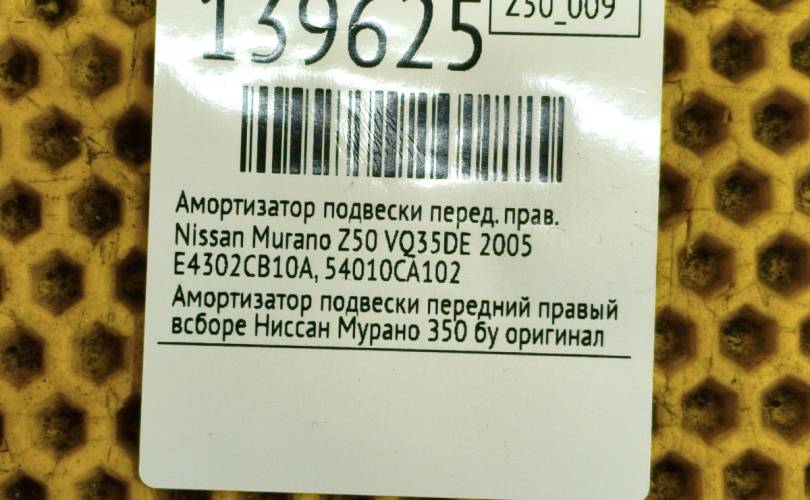 139625
Z50_009
Амортизатор подвески перед. прав.
Nissan Murano Z50 VQ35DE 2005
E4302CB10A, 54010CA102
Амортизатор подвески передний правый
всборе Ниссан Мурано З50 бу оригинал